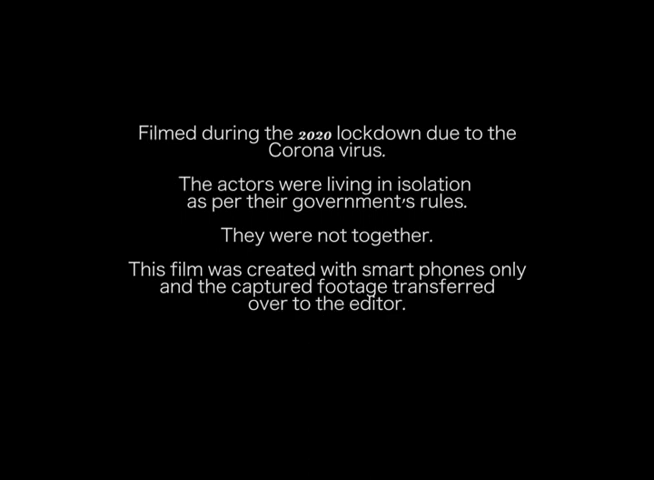 Filmed during the 2020 lockdown due to the
Corona virus.
The actors were living in isolation
as per their government's rules.
They were not together.
This film was created with smart phones only
and the captured footage transferred
over to the editor.